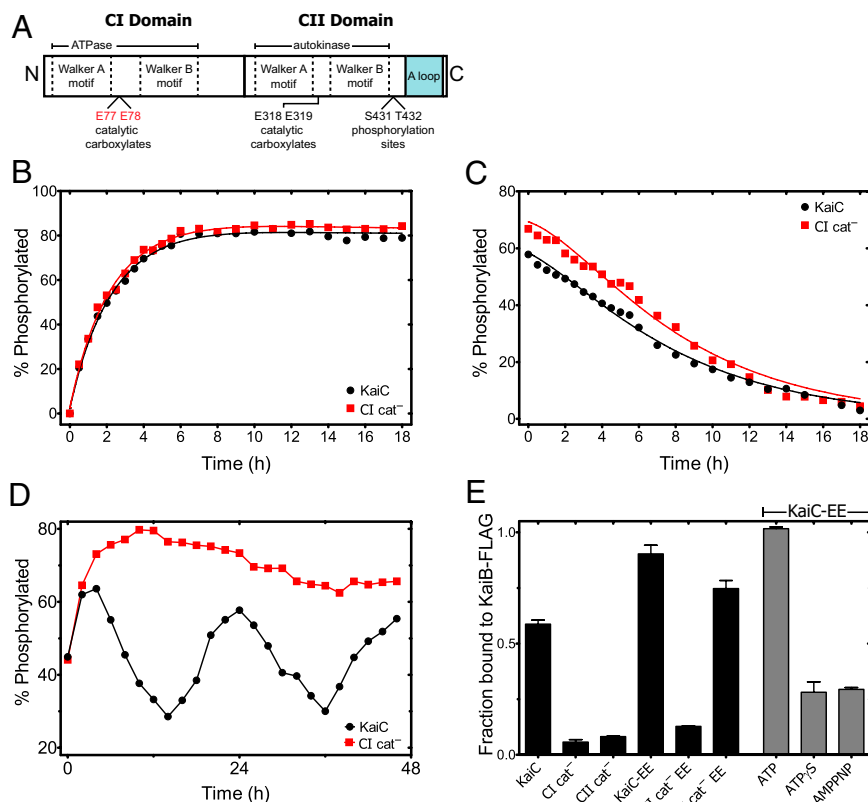 A
CI Domain
CII Domain
ATPase
autokinase
N
Walker A
motif
Walker B
motif
Walker A
motif
Walker B
motif
A loop
C
E77 E78
catalytic
carboxylates
E318 E319
catalytic
carboxylates
S431 T432
phosphorylation
sites
B
% Phosphorylated
100
80
60
40
20
0
KaiC
CI cat⁻
0 2 4 6 8 10 12 14 16 18
Time (h)
C
% Phosphorylated
80
60
40
20
0
KaiC
CI cat⁻
0 2 4 6 8 10 12 14 16 18
Time (h)
D
% Phosphorylated
80
60
40
20
KaiC
CI cat⁻
0 24 48
Time (h)
E
KaiC-EE
Fraction bound to KaiB-FLAG
1.0
0.5
0.0
KaiC
CI cat⁻
CII cat⁻
KaiC-EE
I cat⁻ EE
cat⁻ EE
ATP
ATPγS
AMPPNP